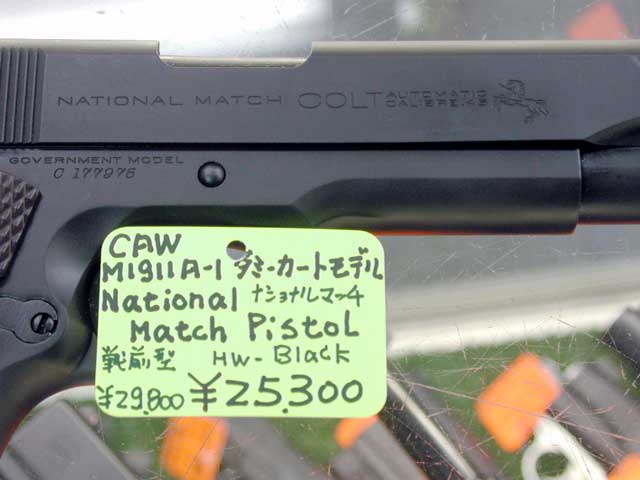 NATIONAL MATCH COLT AUTOMATIC
CALIBRE .45
GOVERNMENT MODEL
C 177975
CAW
M1911A-1 ダミーカートモデル
National ナショナルマッチ
Match Pistol
戦前型 HW-Black
¥29,800 ¥25,300